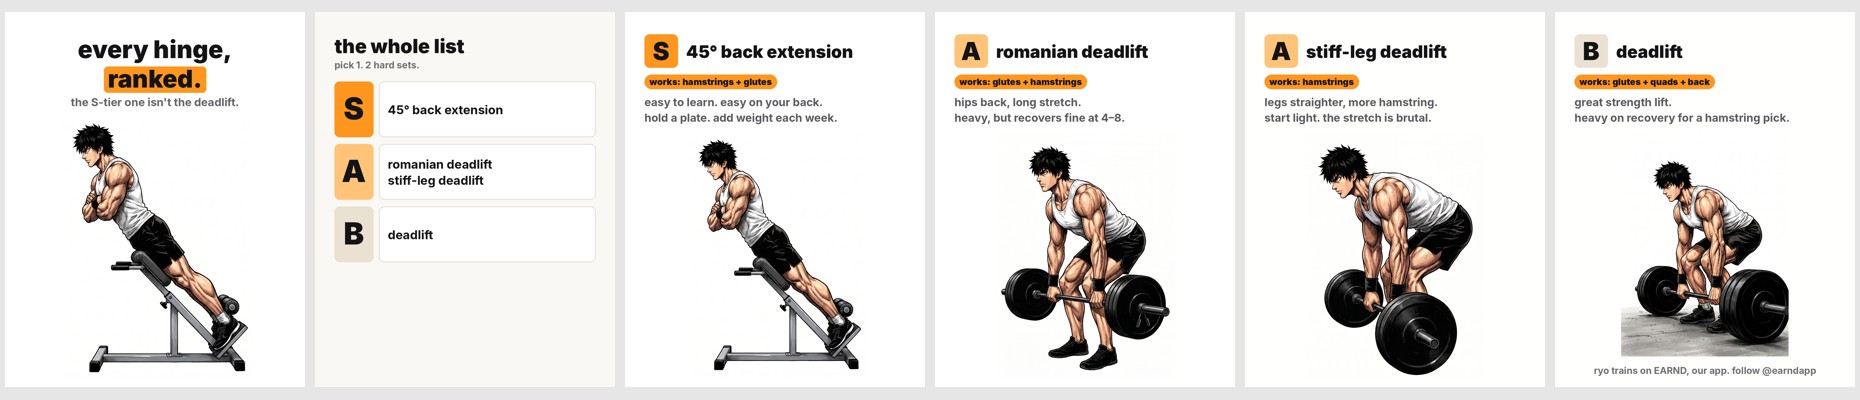 every hinge,
ranked.
the S-tier one isn't the deadlift.
the whole list
pick 1. 2 hard sets.
S
45° back extension
A
romanian deadlift
stiff-leg deadlift
B
deadlift
S 45° back extension
works: hamstrings + glutes
easy to learn. easy on your back.
hold a plate. add weight each week.
A romanian deadlift
works: glutes + hamstrings
hips back, long stretch.
heavy, but recovers fine at 4–8.
A stiff-leg deadlift
works: hamstrings
legs straighter, more hamstring.
start light. the stretch is brutal.
B deadlift
works: glutes + quads + back
great strength lift.
heavy on recovery for a hamstring pick.
ryo trains on EARND, our app. follow @earndapp